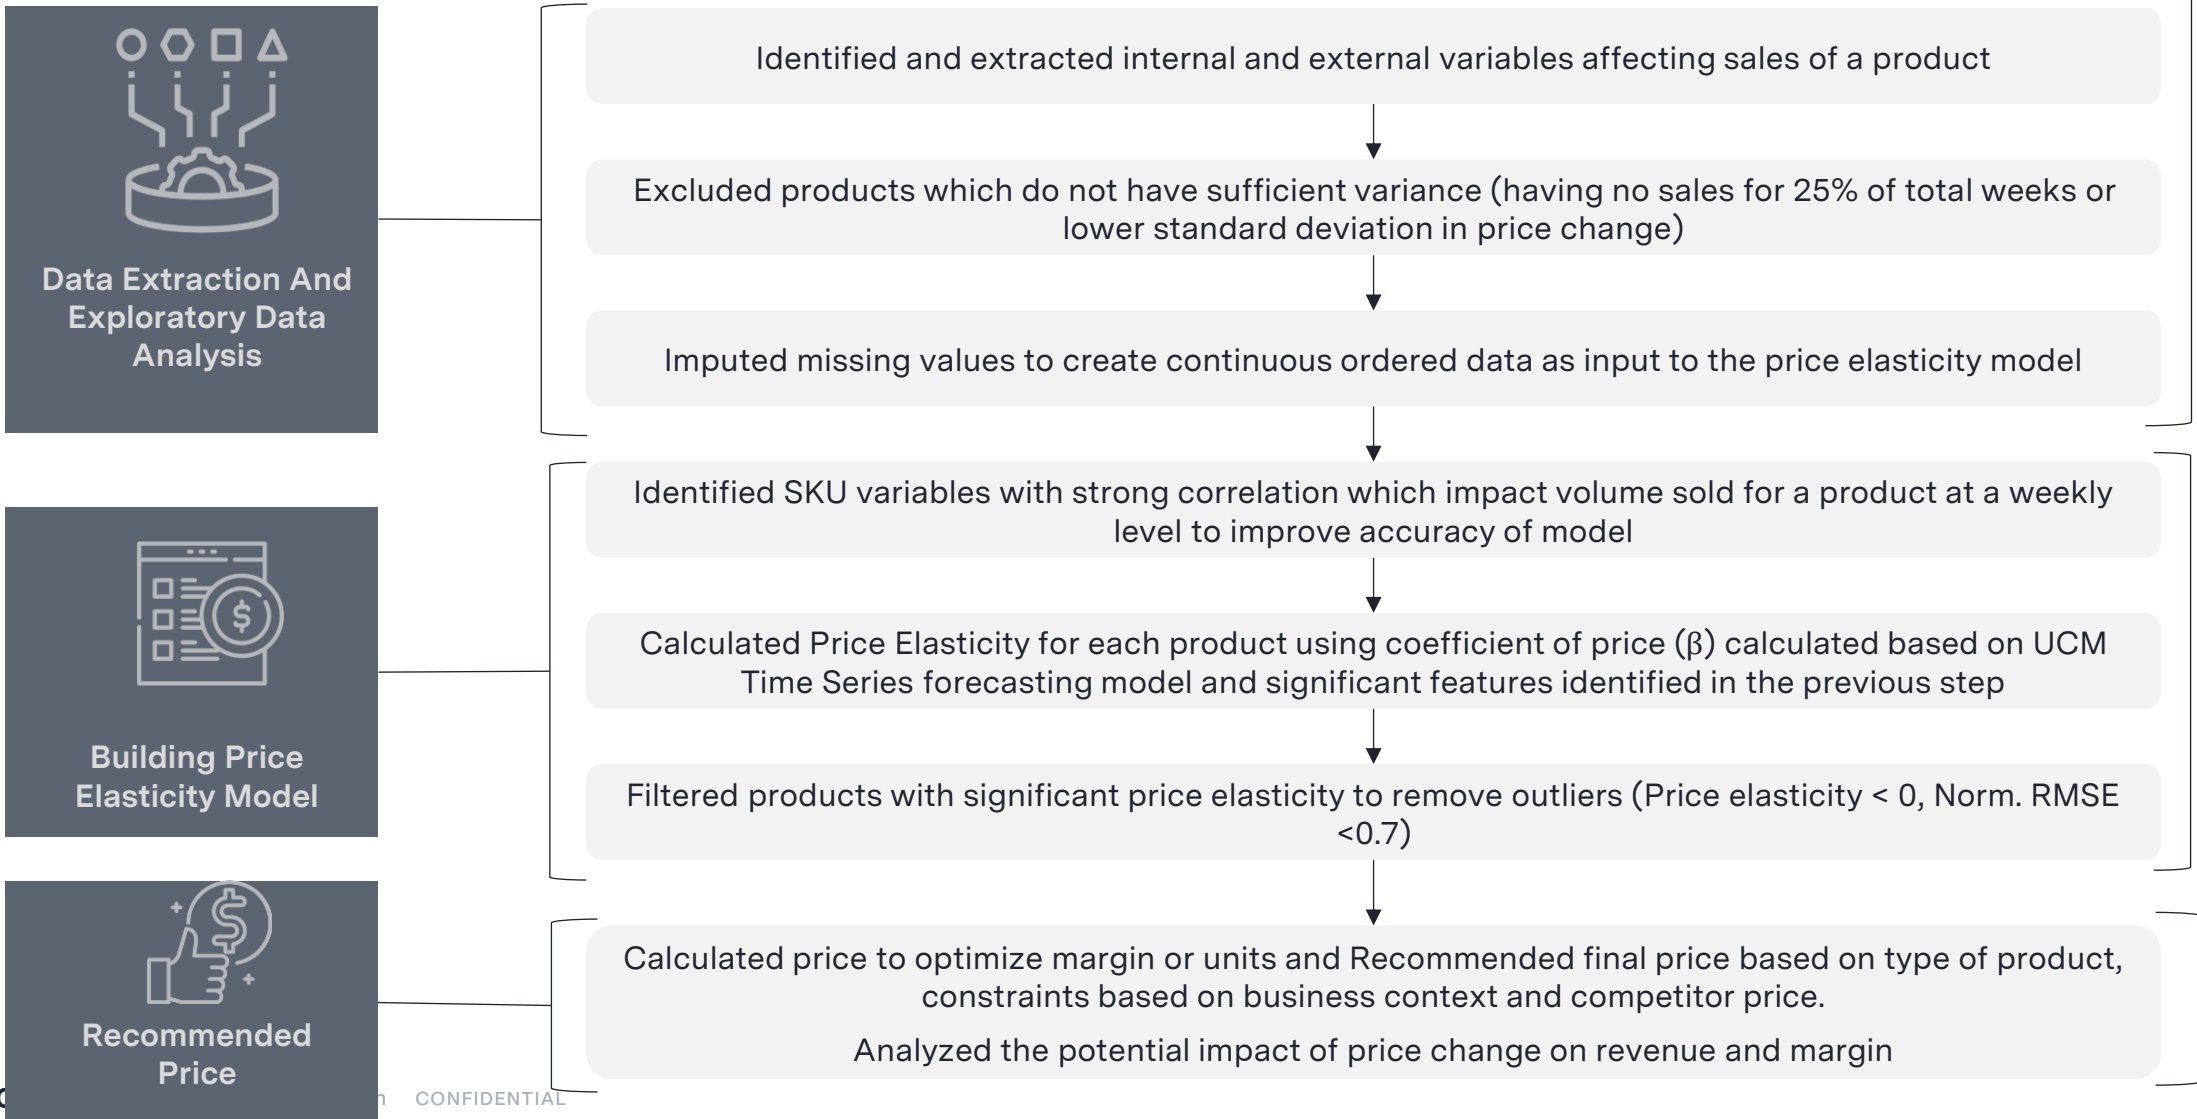 Identified and extracted internal and external variables affecting sales of a product
Excluded products which do not have sufficient variance (having no sales for 25% of total weeks or
lower standard deviation in price change)
Imputed missing values to create continuous ordered data as input to the price elasticity model
Data Extraction And
Exploratory Data
Analysis
Identified SKU variables with strong correlation which impact volume sold for a product at a weekly
level to improve accuracy of model
Calculated Price Elasticity for each product using coefficient of price (β) calculated based on UCM
Time Series forecasting model and significant features identified in the previous step
Filtered products with significant price elasticity to remove outliers (Price elasticity < 0, Norm. RMSE
<0.7)
$
Building Price
Elasticity Model
Calculated price to optimize margin or units and Recommended final price based on type of product,
constraints based on business context and competitor price.
Analyzed the potential impact of price change on revenue and margin
$
Recommended
Price
CONFIDENTIAL